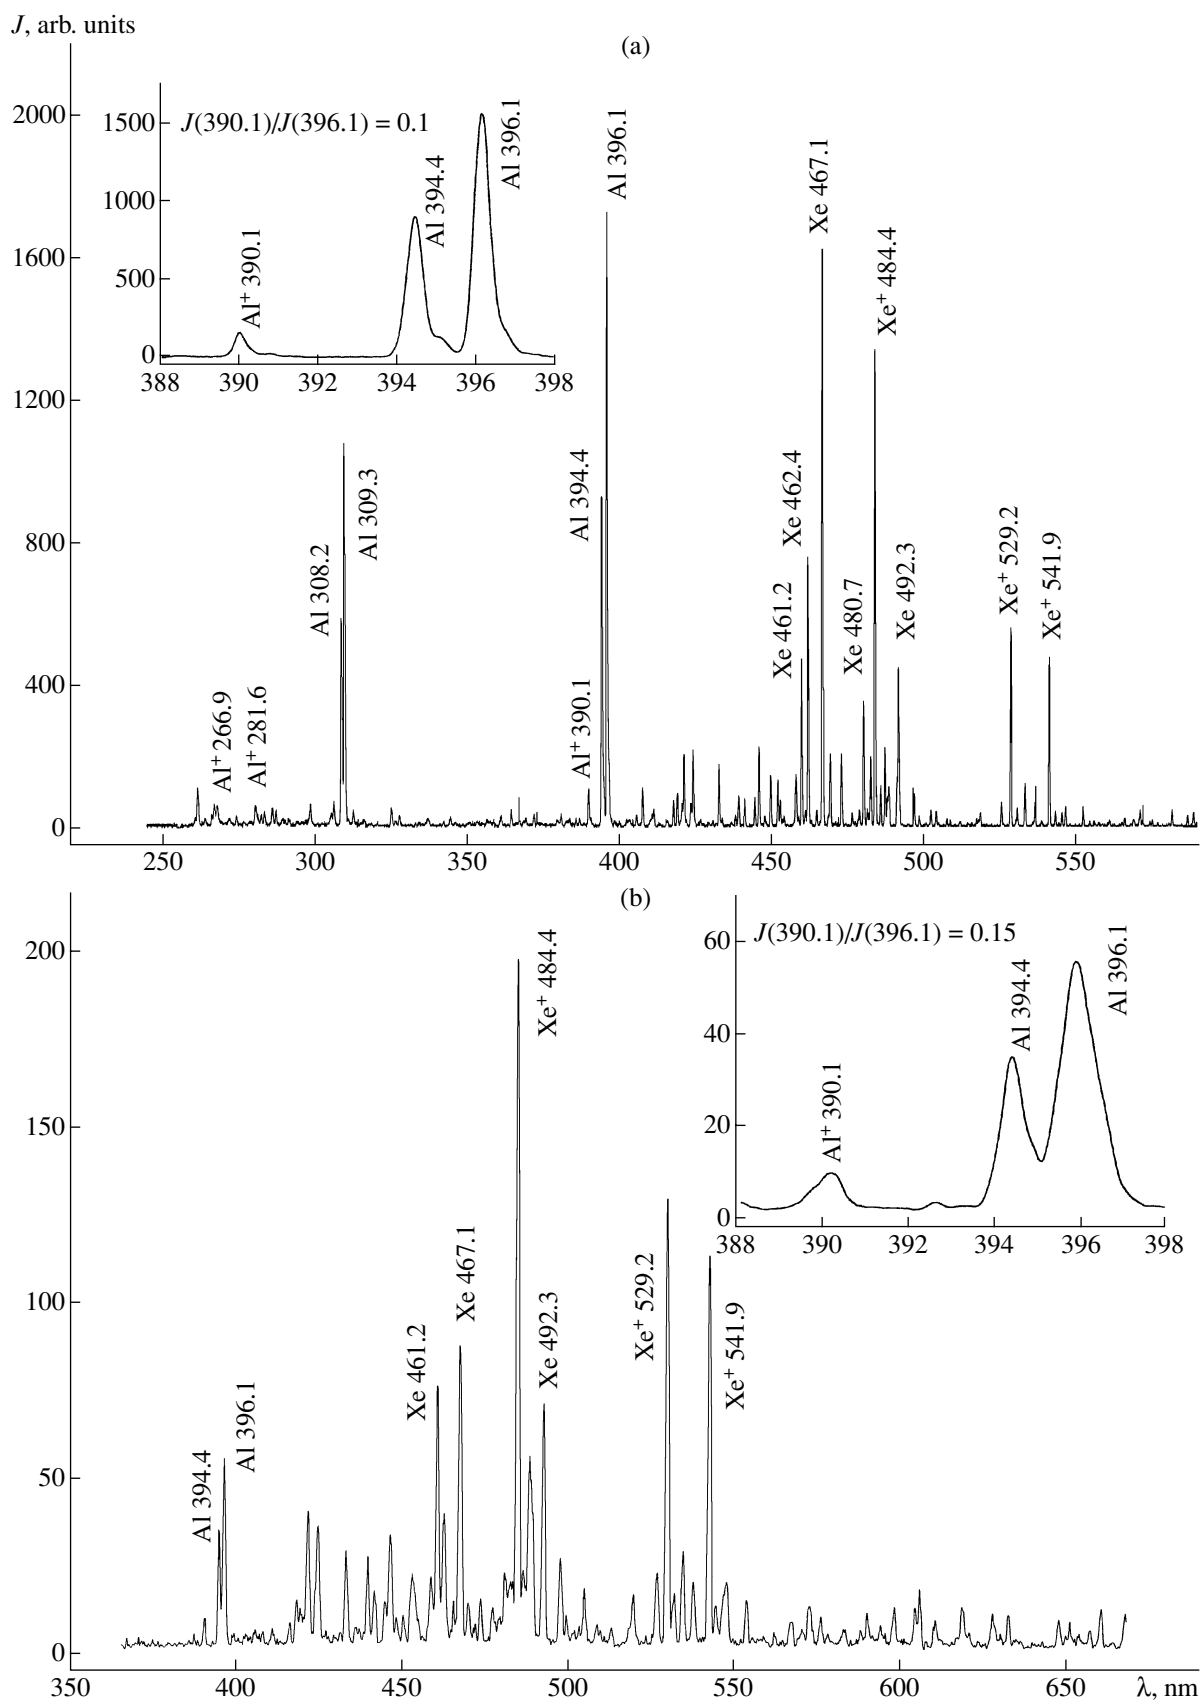 J, arb. units
(a)
2000
1600
1200
800
400
0
250 300 350 400 450 500 550
J(390.1)/J(396.1) = 0.1
1500
1000
500
0
388 390 392 394 396 398
Al⁺ 390.1
Al 394.4
Al 396.1
Al⁺ 266.9
Al⁺ 281.6
Al 308.2
Al 309.3
Al⁺ 390.1
Al 394.4
Al 396.1
Xe 461.2
Xe 462.4
Xe 467.1
Xe 480.7
Xe⁺ 484.4
Xe 492.3
Xe⁺ 529.2
Xe⁺ 541.9
(b)
200
150
100
50
0
350 400 450 500 550 600 650 λ, nm
Al 394.4
Al 396.1
Xe 461.2
Xe 467.1
Xe⁺ 484.4
Xe 492.3
Xe⁺ 529.2
Xe⁺ 541.9
J(390.1)/J(396.1) = 0.15
60
40
20
0
388 390 392 394 396 398
Al⁺ 390.1
Al 394.4
Al 396.1